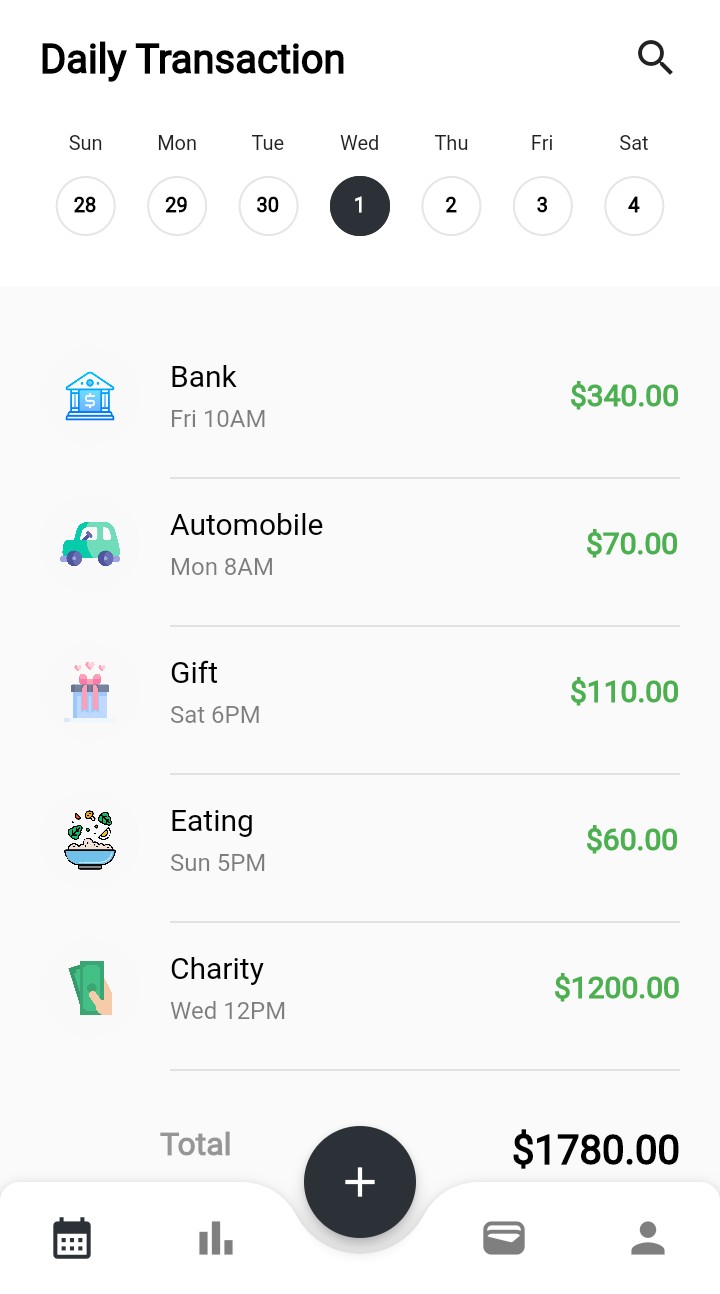 Daily Transaction
Sun Mon Tue Wed Thu Fri Sat
28 29 30 1 2 3 4
Bank
$340.00
Fri 10AM
Automobile
$70.00
Mon 8AM
Gift
$110.00
Sat 6PM
Eating
$60.00
Sun 5PM
Charity
$1200.00
Wed 12PM
Total $1780.00